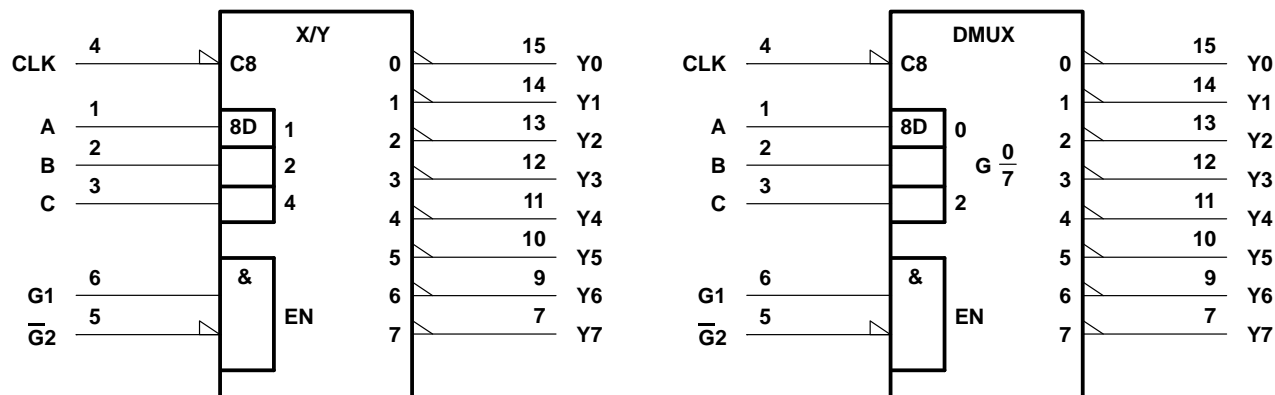 X/Y
CLK 4 C8 0 15 Y0
1 14 Y1
A 1 8D 1 2 13 Y2
B 2 2 3 12 Y3
C 3 4 4 11 Y4
5 10 Y5
&
G1 6 EN 6 9 Y6
G2 5 7 7 Y7
DMUX
CLK 4 C8 0 15 Y0
1 14 Y1
A 1 8D 0 2 13 Y2
B 2 G 0/7 3 12 Y3
C 3 2 4 11 Y4
5 10 Y5
&
G1 6 EN 6 9 Y6
G2 5 7 7 Y7